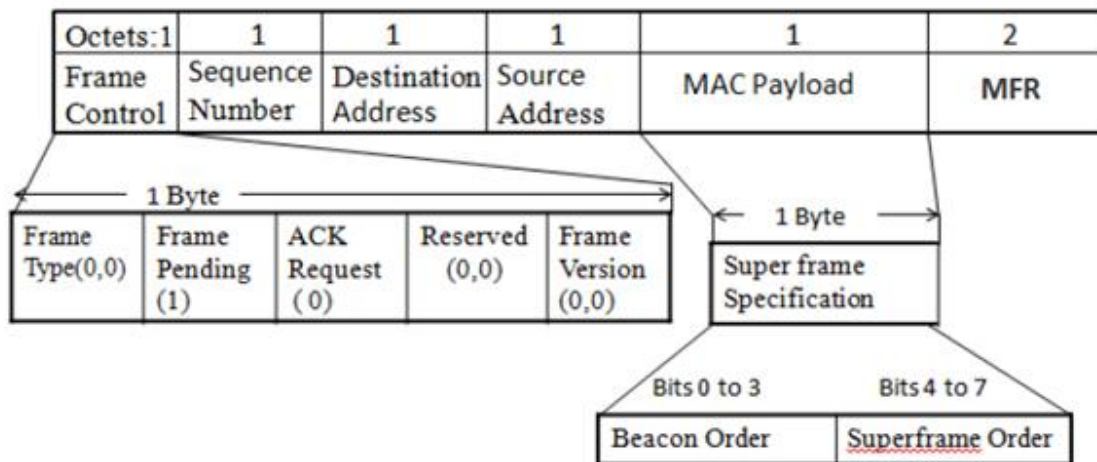 Octets:1 1 1 1 1 2
Frame Control
Sequence Number
Destination Address
Source Address
MAC Payload
MFR
1 Byte
Frame Type(0,0)
Frame Pending (1)
ACK Request ( 0)
Reserved (0,0)
Frame Version (0,0)
1 Byte
Super frame
Specification
Bits 0 to 3
Bits 4 to 7
Beacon Order
Superframe Order